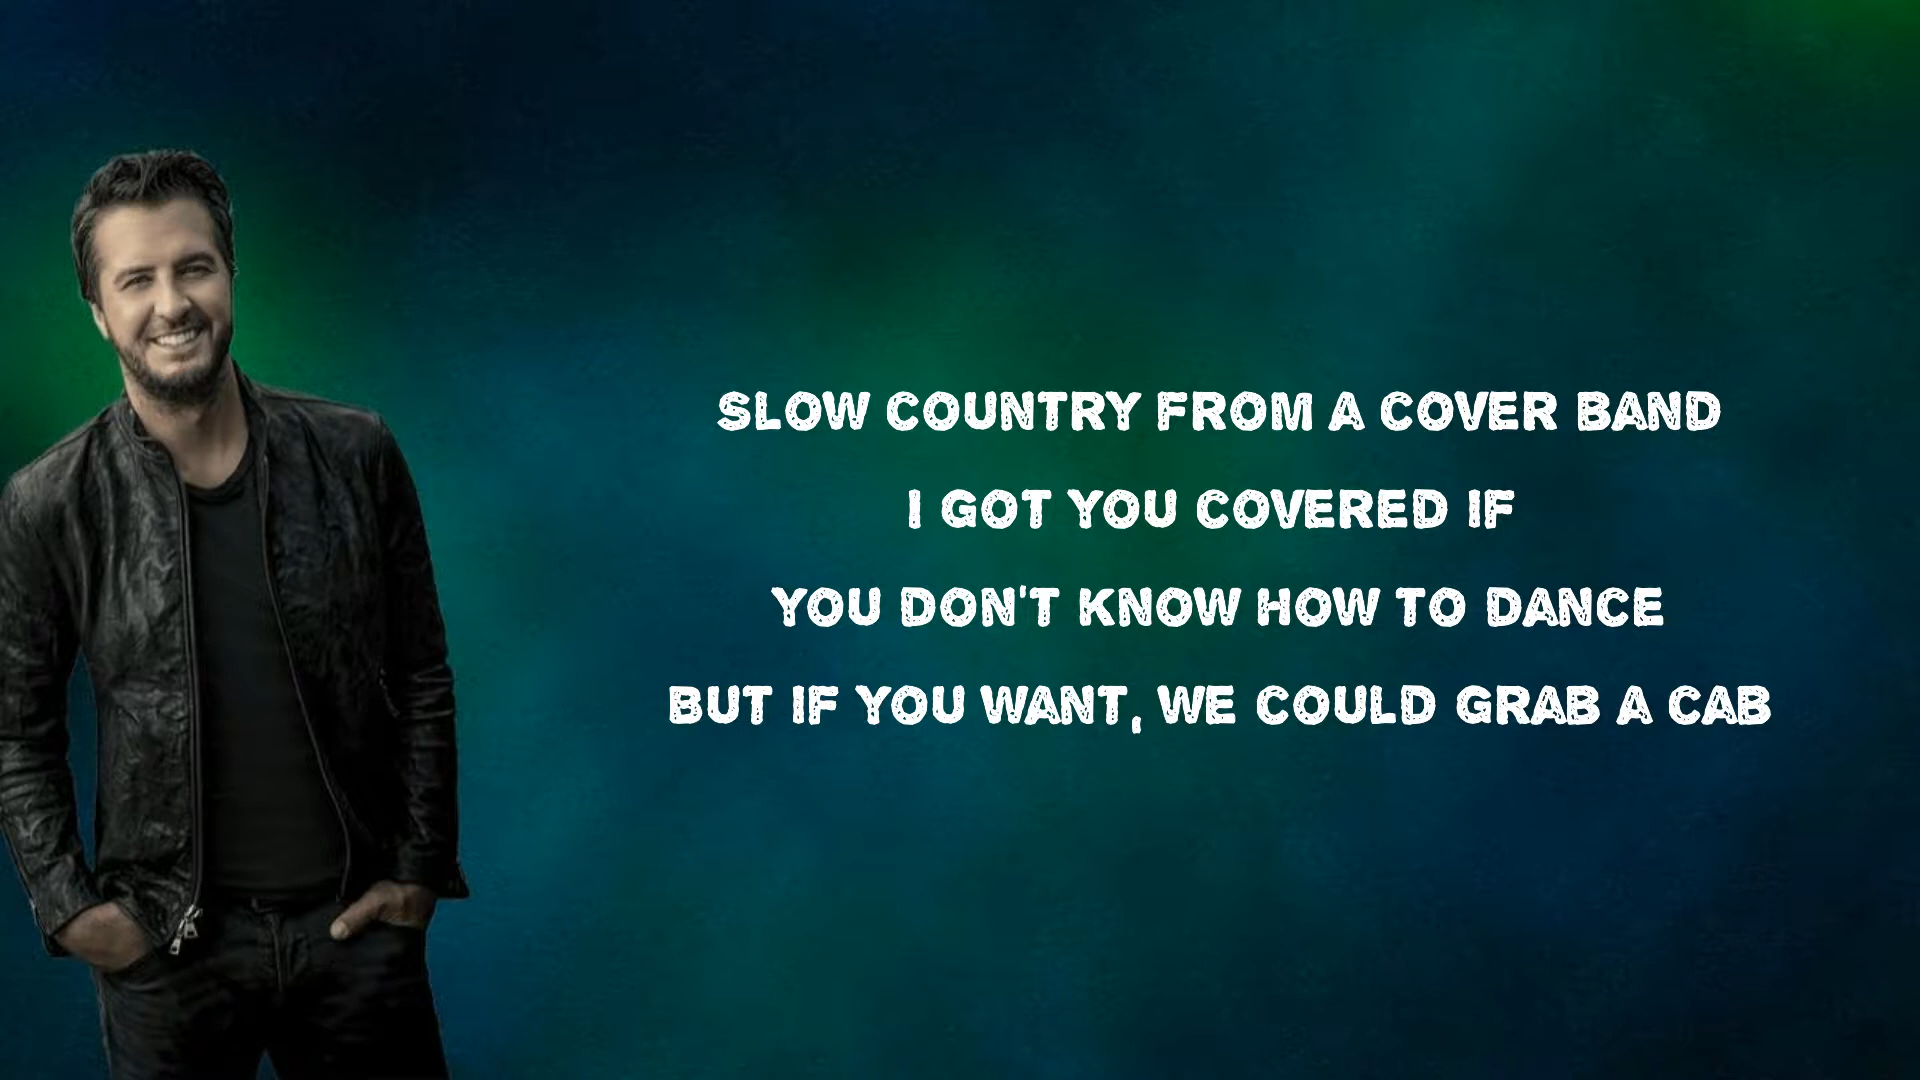 SLOW COUNTRY FROM A COVER BAND
I GOT YOU COVERED IF
YOU DON'T KNOW HOW TO DANCE
BUT IF YOU WANT, WE COULD GRAB A CAB